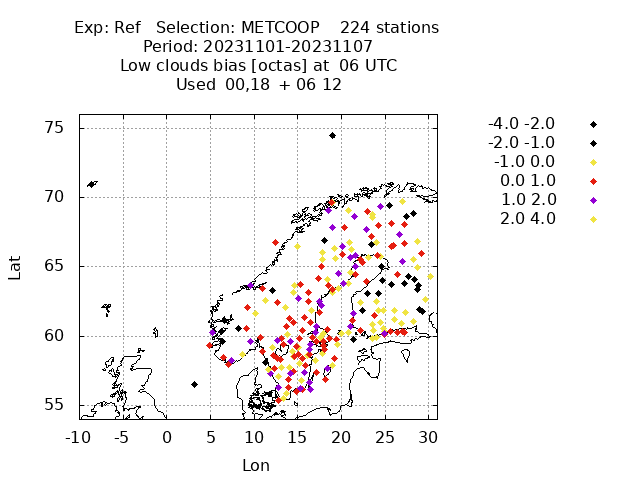 Exp: Ref   Selection: METCOOP    224 stations
Period: 20231101-20231107
Low clouds bias [octas] at  06 UTC
Used  00,18  + 06 12
75
70
65
60
55
-10 -5 0 5 10 15 20 25 30
Lat
Lon
-4.0 -2.0
-2.0 -1.0
-1.0 0.0
0.0 1.0
1.0 2.0
2.0 4.0